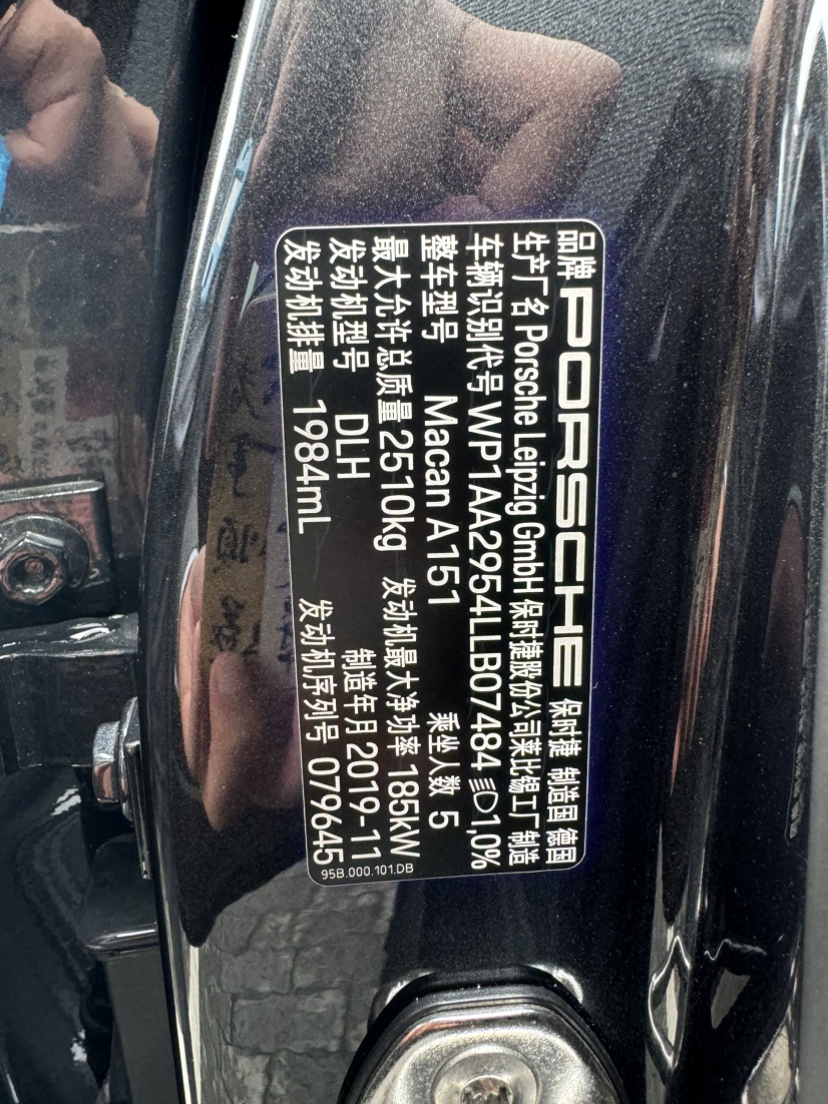 品牌 PORSCHE 保时捷 制造国 德国
生产厂名 Porsche Leipzig GmbH 保时捷股份公司莱比锡工厂制造
车辆识别代号 WP1AA2954LLB07484 1,0%
整车型号 Macan A151 乘坐人数 5
最大允许总质量 2510kg 发动机最大净功率 185kW
发动机型号 DLH 制造年月 2019-11
发动机排量 1984mL 发动机序列号 079645
95B.000.101.DB